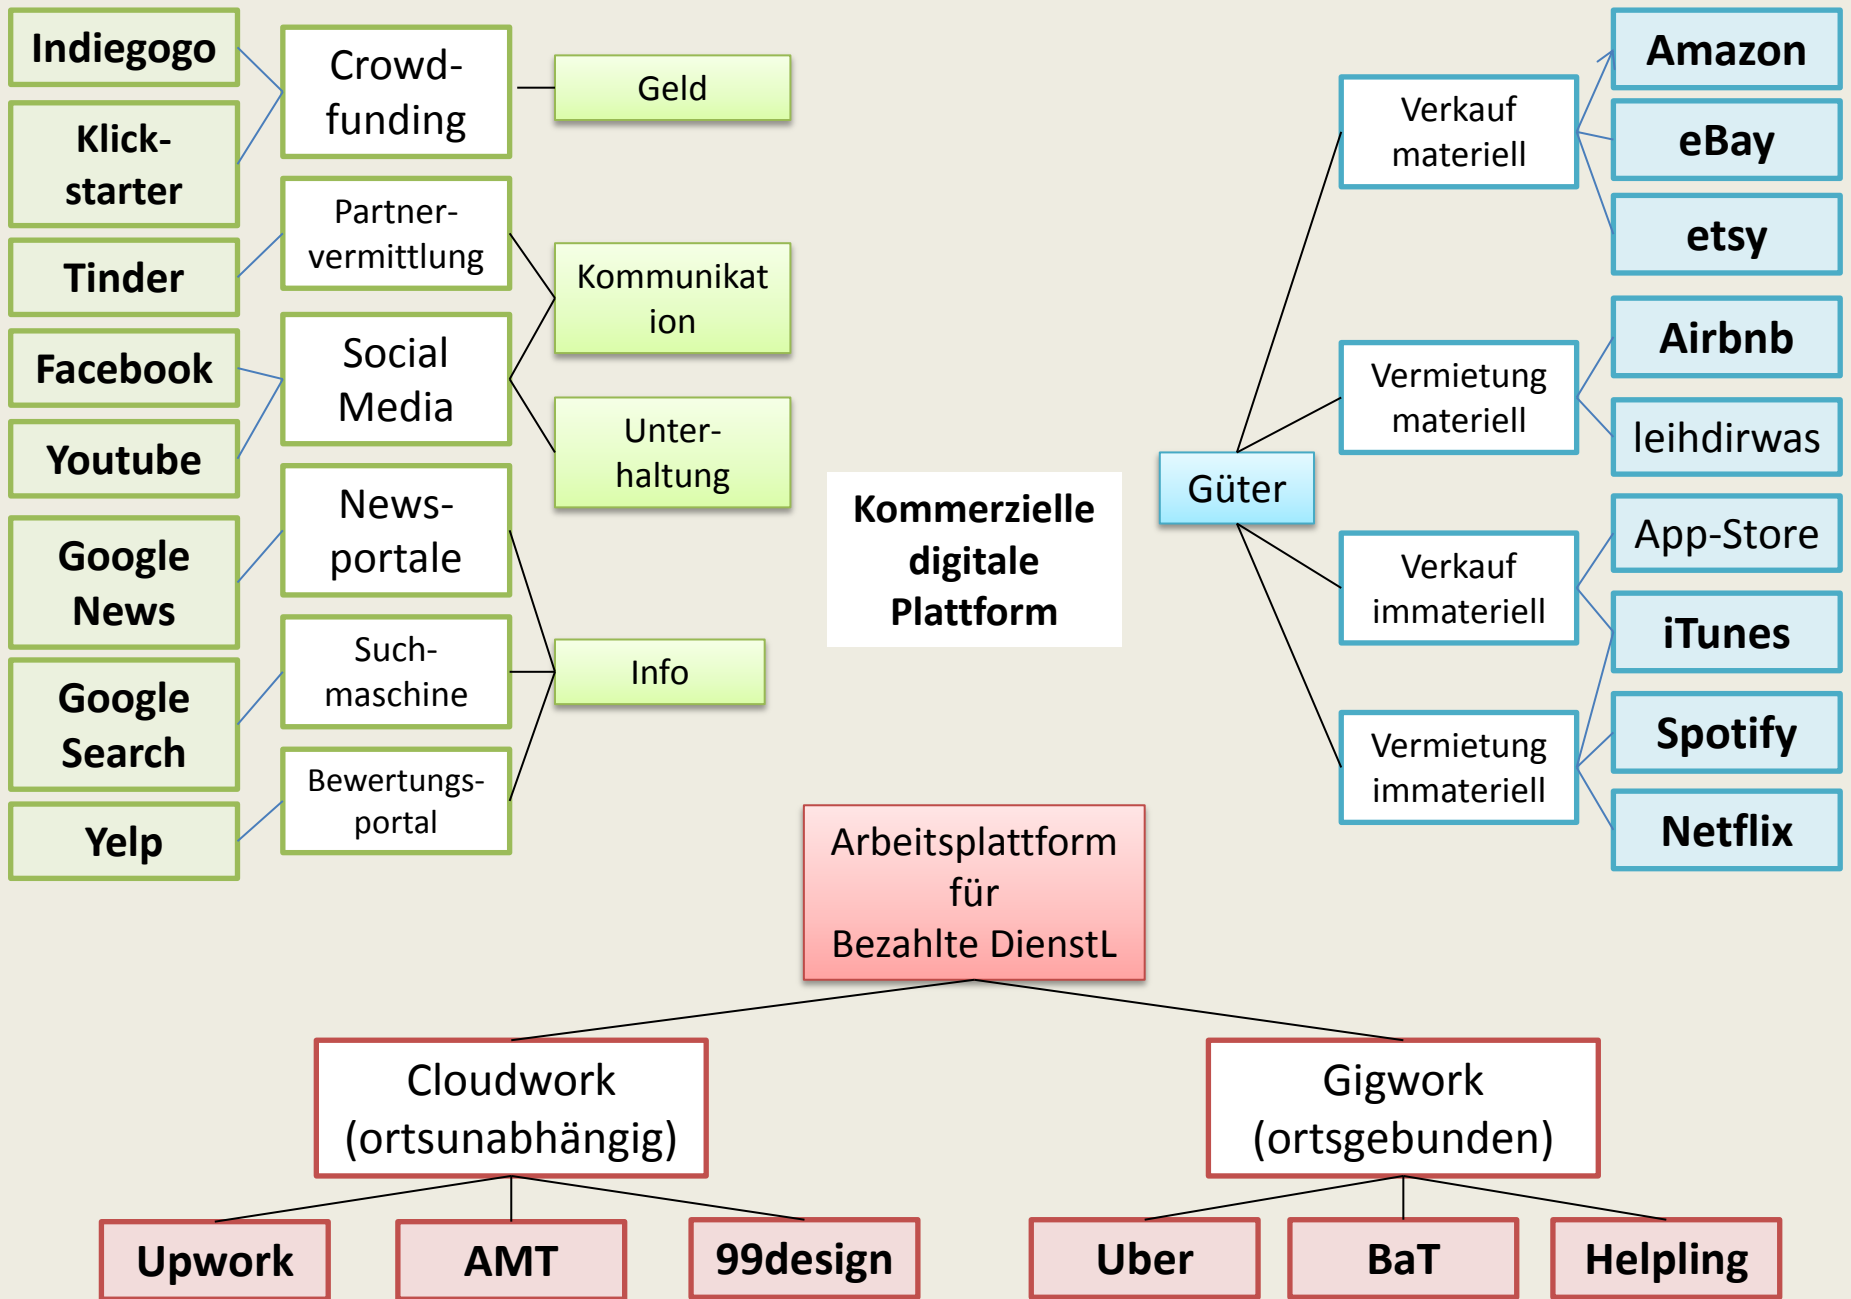 Indiegogo
Klick-
starter
Tinder
Facebook
Youtube
Google
News
Google
Search
Yelp
Crowd-
funding
Partner-
vermittlung
Social
Media
News-
portale
Such-
maschine
Bewertungs-
portal
Geld
Kommunikat
ion
Unter-
haltung
Info
Kommerzielle
digitale
Plattform
Güter
Verkauf
materiell
Vermietung
materiell
Verkauf
immateriell
Vermietung
immateriell
Amazon
eBay
etsy
Airbnb
leihdirwas
App-Store
iTunes
Spotify
Netflix
Arbeitsplattform
für
Bezahlte DienstL
Cloudwork
(ortsunabhängig)
Gigwork
(ortsgebunden)
Upwork
AMT
99design
Uber
BaT
Helpling